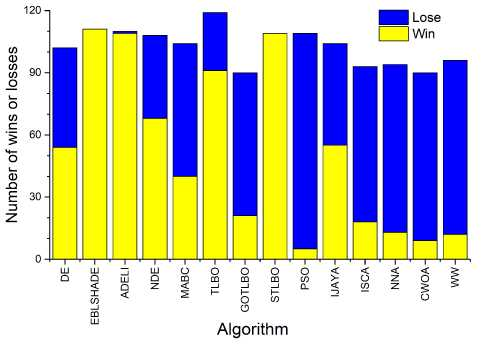 Lose
Win
120
90
60
30
0
Number of wins or losses
DE
EBLSHADE
ADELI
NDE
MABC
TLBO
GOTLBO
STLBO
PSO
IJAYA
ISCA
NNA
CWOA
WW
Algorithm